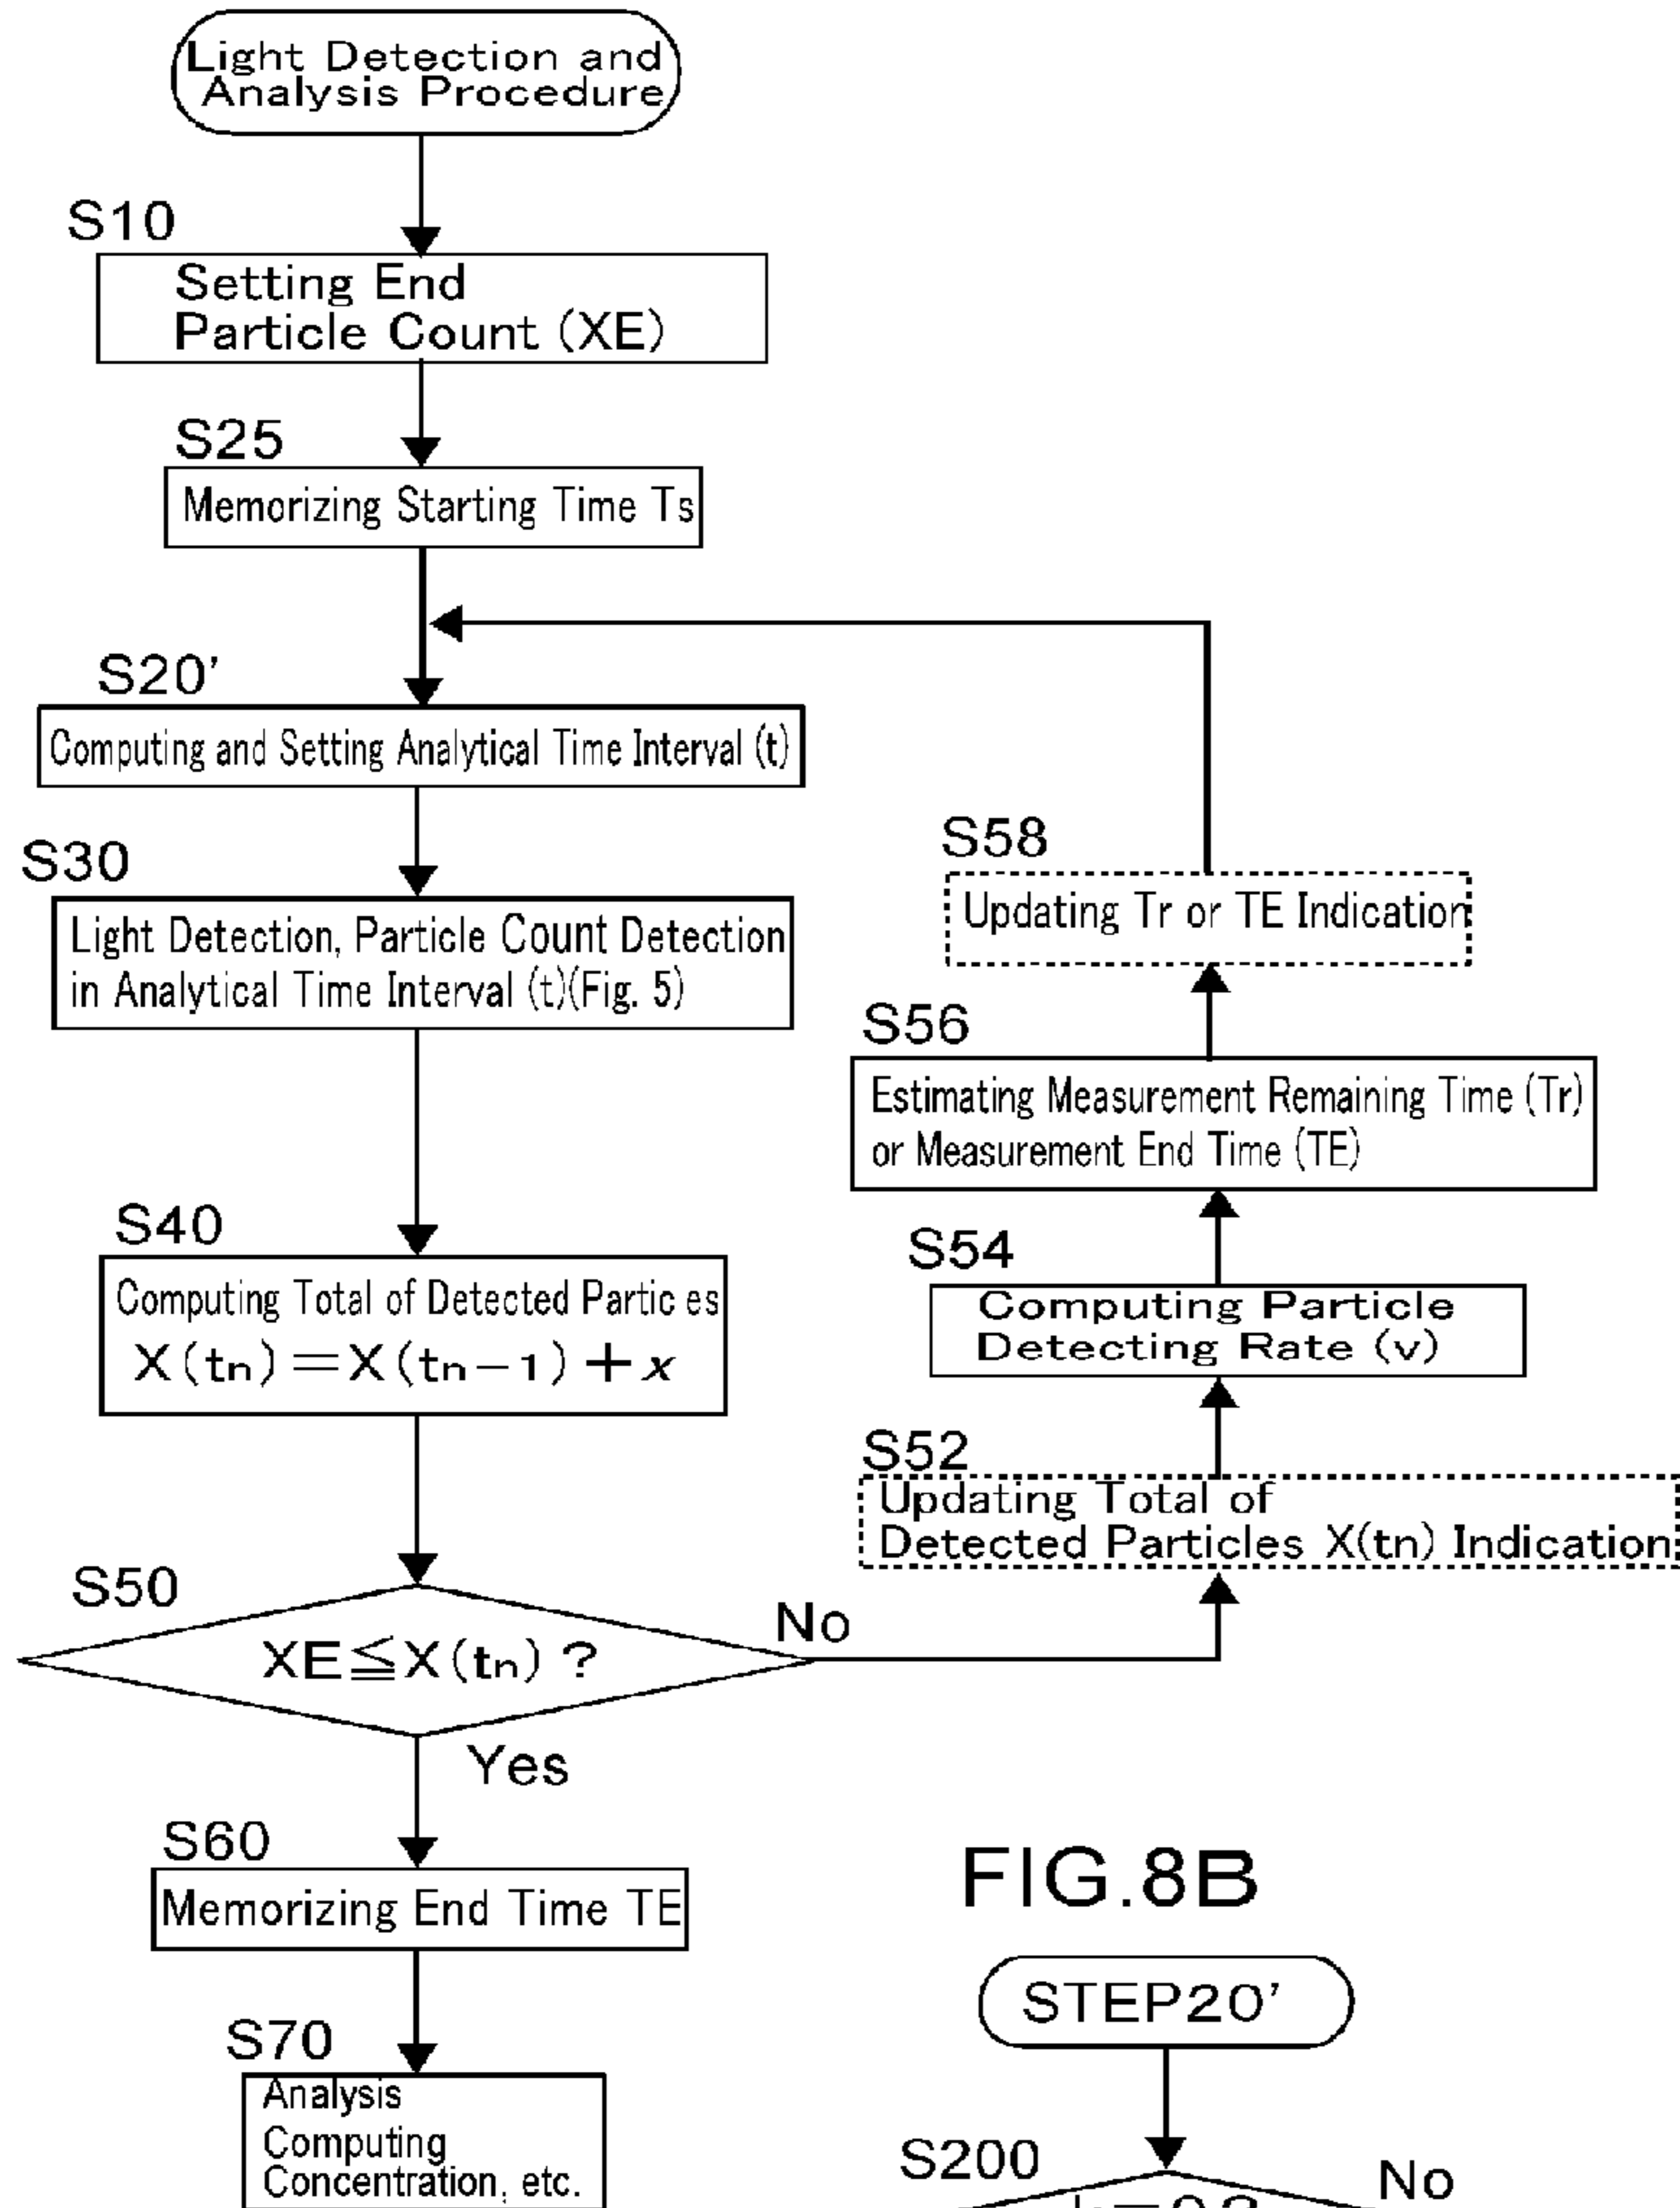 Light Detection and
Analysis Procedure
S10
Setting End
Particle Count (XE)
S25
Memorizing Starting Time Ts
S20'
Computing and Setting Analytical Time Interval (t)
S30
Light Detection, Particle Count Detection
in Analytical Time Interval (t)(Fig. 5)
S40
Computing Total of Detected Partic es
X(tn)=X(tn-1)+x
S50
XE≦X(tn)?
No
Yes
S60
Memorizing End Time TE
S70
Analysis
Computing
Concentration, etc.
S58
Updating Tr or TE Indication
S56
Estimating Measurement Remaining Time (Tr)
or Measurement End Time (TE)
S54
Computing Particle
Detecting Rate (v)
S52
Updating Total of
Detected Particles X(tn) Indication
FIG.8B
STEP20'
S200
No